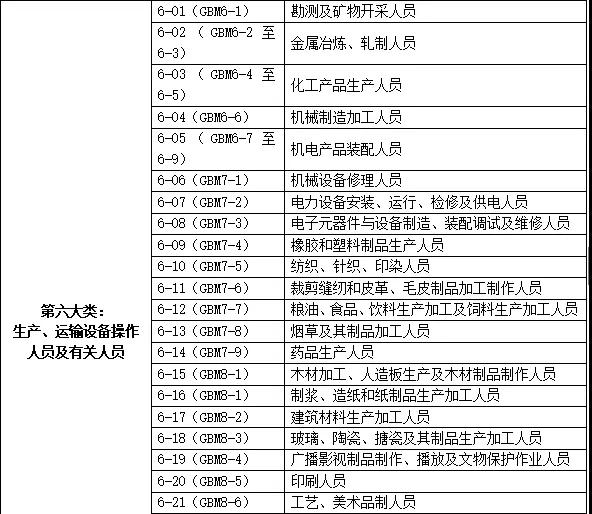 6-01（GBM6-1） 勘测及矿物开采人员
6-02（GBM6-2 至
6-3） 金属冶炼、轧制人员
6-03（GBM6-4 至
6-5） 化工产品生产人员
6-04（GBM6-6） 机械制造加工人员
6-05（GBM6-7 至
6-9） 机电产品装配人员
6-06（GBM7-1） 机械设备修理人员
6-07（GBM7-2） 电力设备安装、运行、检修及供电人员
6-08（GBM7-3） 电子元器件与设备制造、装配调试及维修人员
6-09（GBM7-4） 橡胶和塑料制品生产人员
6-10（GBM7-5） 纺织、针织、印染人员
6-11（GBM7-6） 裁剪缝纫和皮革、毛皮制品加工制作人员
第六大类：
生产、运输设备操作
人员及有关人员
6-12（GBM7-7） 粮油、食品、饮料生产加工及饲料生产加工人员
6-13（GBM7-8） 烟草及其制品加工人员
6-14（GBM7-9） 药品生产人员
6-15（GBM8-1） 木材加工、人造板生产及木材制品制作人员
6-16（GBM8-1） 制浆、造纸和纸制品生产加工人员
6-17（GBM8-2） 建筑材料生产加工人员
6-18（GBM8-3） 玻璃、陶瓷、搪瓷及其制品生产加工人员
6-19（GBM8-4） 广播影视制品制作、播放及文物保护作业人员
6-20（GBM8-5） 印刷人员
6-21（GBM8-6） 工艺、美术品制人员